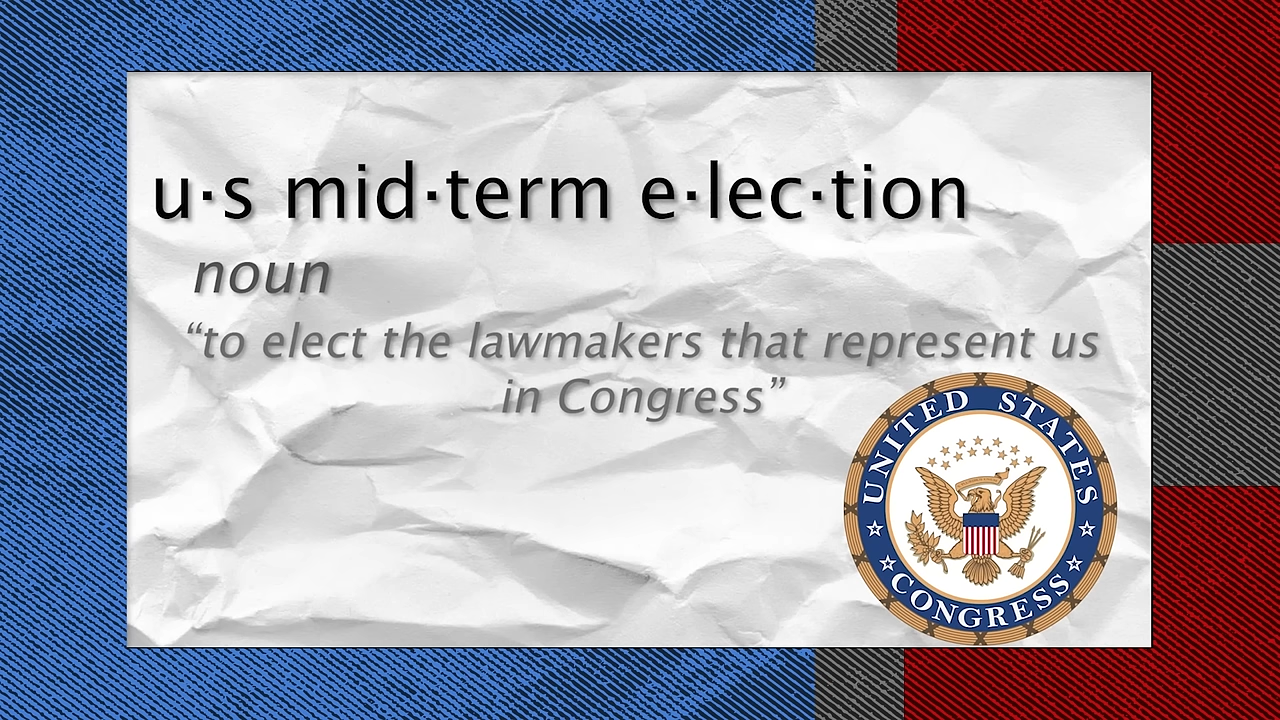 u·s mid·term e·lec·tion
noun
“to elect the lawmakers that represent us
in Congress”
UNITED STATES
CONGRESS